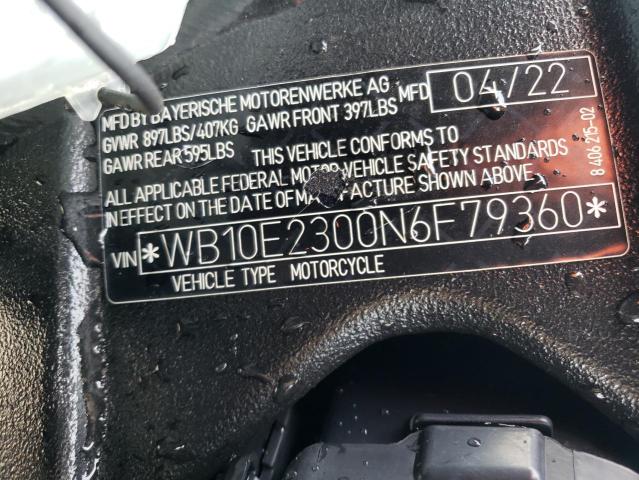 MFD BY BAYERISCHE MOTORENWERKE AG MFD 04/22
GVWR 897LBS/407KG GAWR FRONT 397LBS
GAWR REAR 595LBS THIS VEHICLE CONFORMS TO
ALL APPLICABLE FEDERAL MOTOR VEHICLE SAFETY STANDARDS
IN EFFECT ON THE DATE OF MANUFACTURE SHOWN ABOVE.
VIN *WB10E2300N6F79360*
VEHICLE TYPE MOTORCYCLE
8 406 215-02